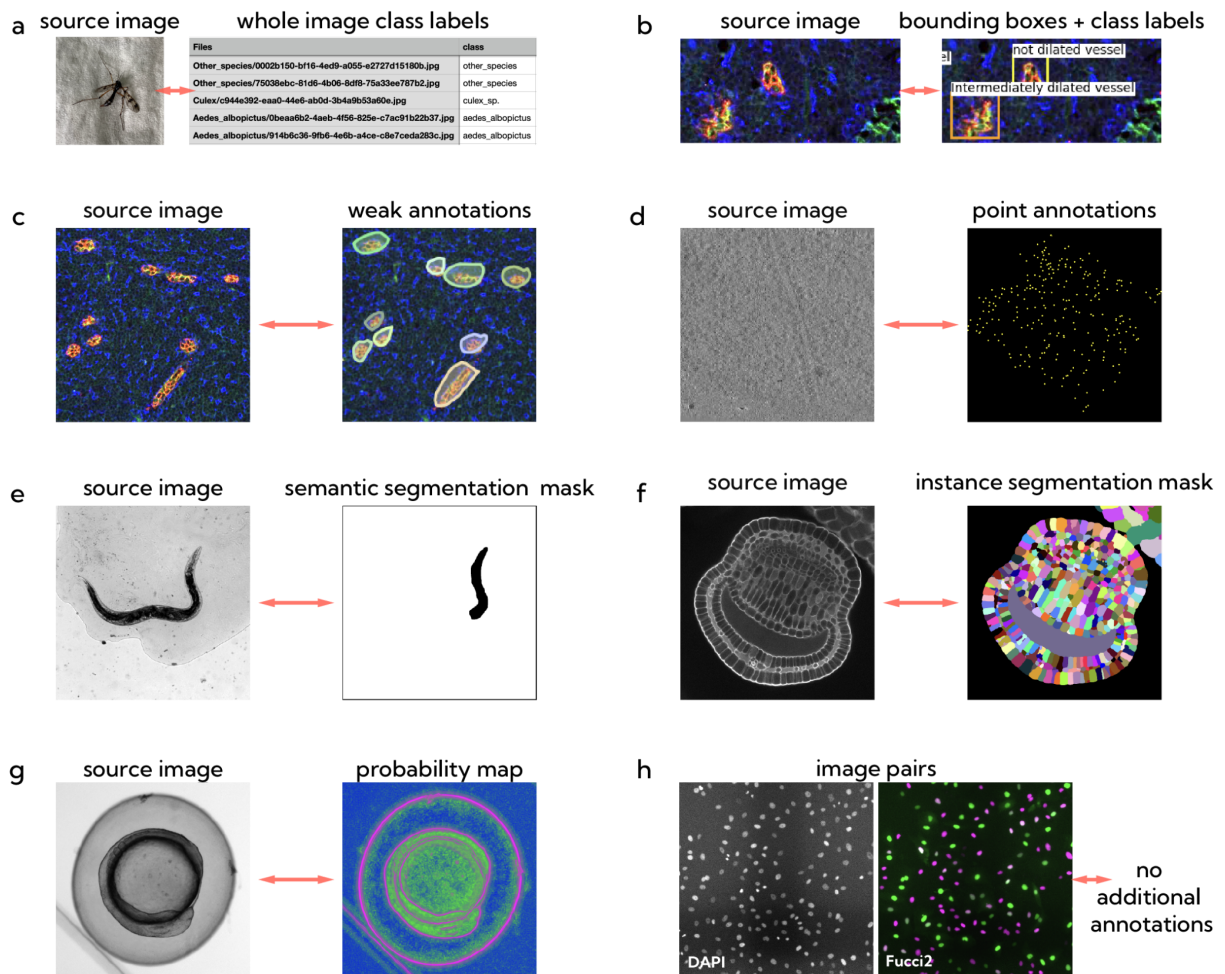 a
source image
whole image class labels
Files class
Other_species/0002b150-bf16-4ed9-a055-e2727d15180b.jpg other_species
Other_species/75038ebc-81d6-4b06-8df8-75a33ee787b2.jpg other_species
Culex/c944e392-eaa0-44e6-ab0d-3b4a9b53a60e.jpg culex_sp.
Aedes_albopictus/0beaa6b2-4aeb-4f56-825e-c7ac91b22b37.jpg aedes_albopictus
Aedes_albopictus/914b6c36-9fb6-4e6b-a4ce-c8e7ceda283c.jpg aedes_albopictus
b
source image
bounding boxes + class labels
not dilated vessel
el
Intermediately dilated vessel
c
source image
weak annotations
d
source image
point annotations
e
source image
semantic segmentation mask
f
source image
instance segmentation mask
g
source image
probability map
h
image pairs
DAPI
Fucci2
no
additional
annotations